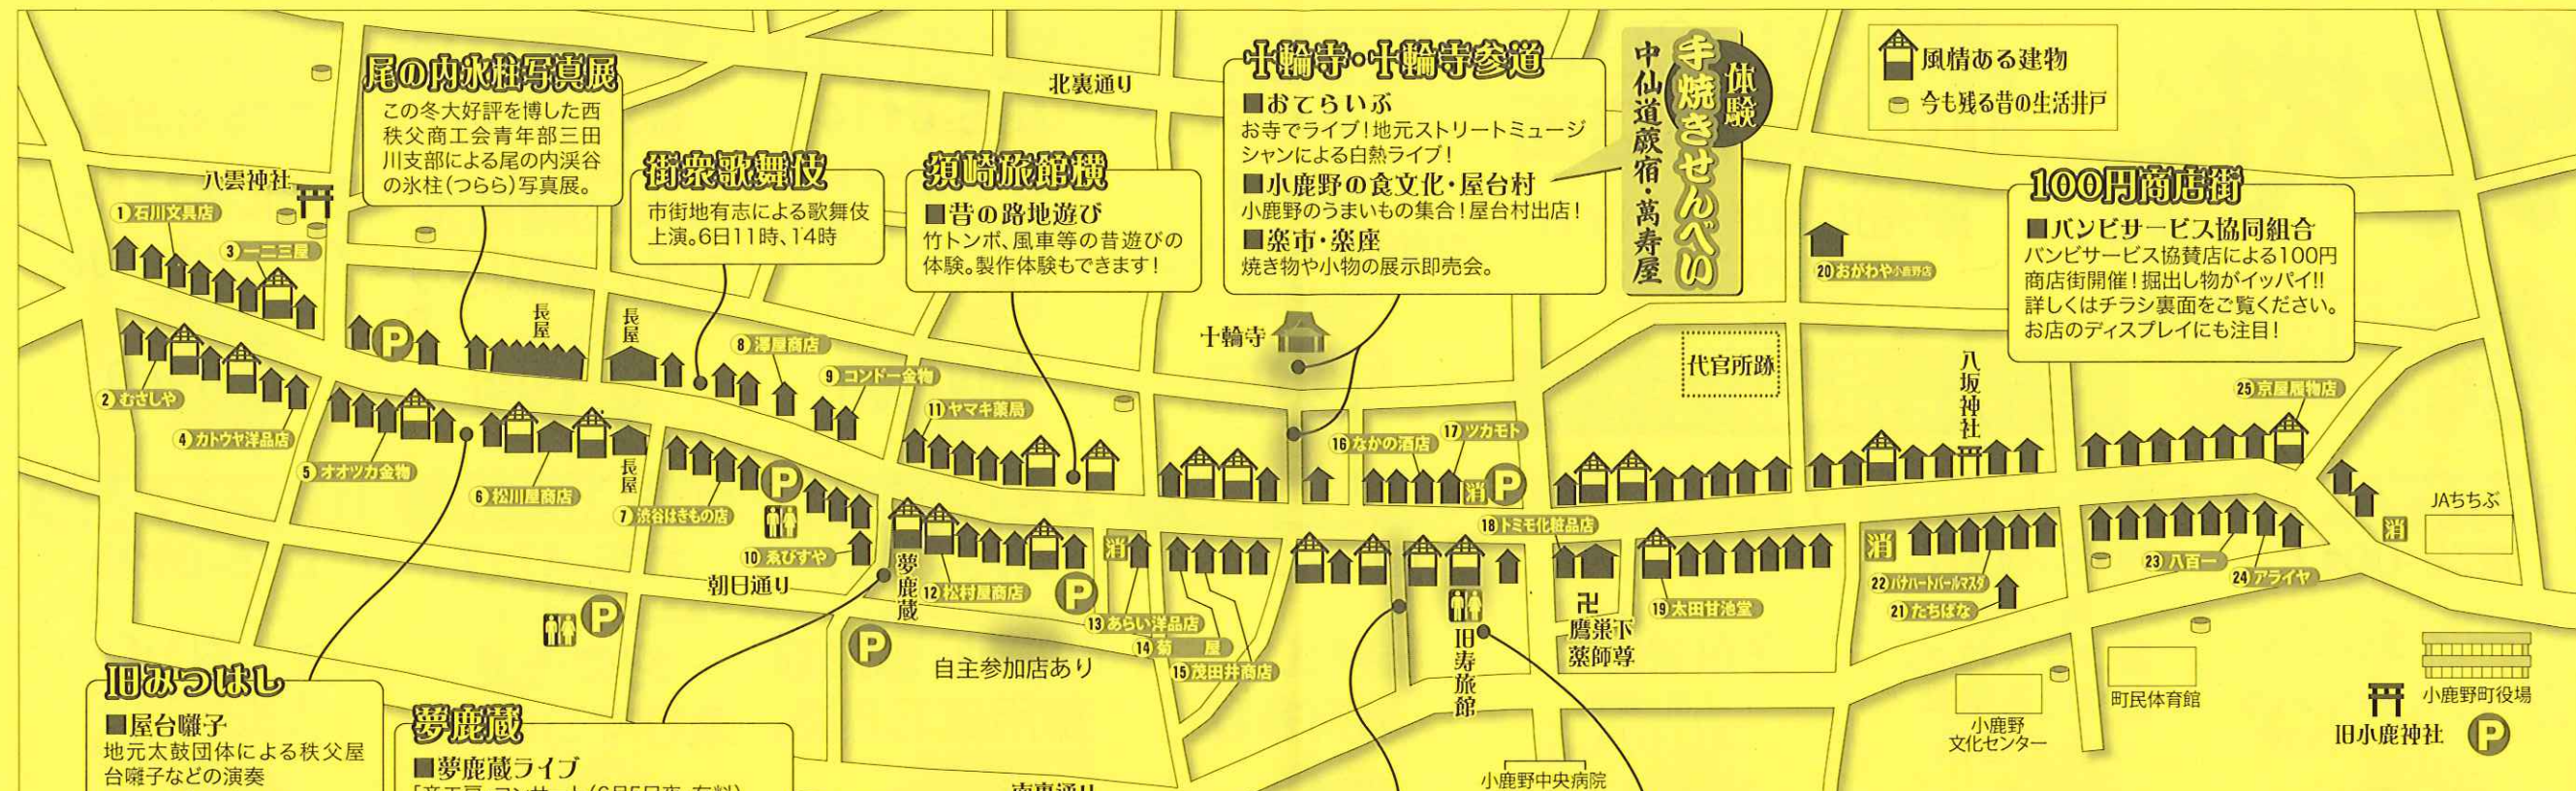 尾の内氷柱写真展
この冬大好評を博した西
秩父商工会青年部三田
川支部による尾の内渓谷
の氷柱(つらら)写真展。
街衆歌舞伎
市街地有志による歌舞伎
上演。6日11時、14時
須崎旅館横
■昔の路地遊び
竹トンボ、風車等の昔遊びの
体験。製作体験もできます!
北裏通り
十輪寺・十輪寺参道
■おてらいぶ
お寺でライブ!地元ストリートミュージ
シャンによる白熱ライブ!
■小鹿野の食文化・屋台村
小鹿野のうまいもの集合!屋台村出店!
■楽市・楽座
焼き物や小物の展示即売会。
体験
手焼きせんべい
中仙道蕨宿・萬寿屋
風情ある建物
今も残る昔の生活井戸
100円商店街
■バンビサービス協同組合
バンビサービス協賛店による100円
商店街開催!掘出し物がイッパイ!!
詳しくはチラシ裏面をご覧ください。
お店のディスプレイにも注目!
八雲神社
1 石川文具店
3 一二三屋
2 むさしや
4 カトウヤ洋品店
P
長屋
長屋
5 オオツカ金物
6 松川屋商店
長屋
7 渋谷はきもの店
8 澤屋商店
9 コンドー金物
P
10 ゑびすや
朝日通り
P
11 ヤマキ薬局
夢鹿蔵
12 松村屋商店
P
P
自主参加店あり
消
13 あらい洋品店
14 菊 屋
15 茂田井商店
十輪寺
16 なかの酒店
17 ツカモト
消
P
18 トミモ化粧品店
旧寿旅館
卍
鷹巣下
薬師尊
19 太田甘池堂
代官所跡
20 おがわや小鹿野店
八坂神社
消
22 バナハートパールマスダ
21 たちばな
23 八百一
24 アライヤ
25 京屋履物店
消
JAちちぶ
小鹿野
文化センター
町民体育館
小鹿野町役場
旧小鹿神社
P
小鹿野中央病院
南裏通り
旧みつはし
■屋台囃子
地元太鼓団体による秩父屋
台囃子などの演奏
夢鹿蔵
■夢鹿蔵ライブ